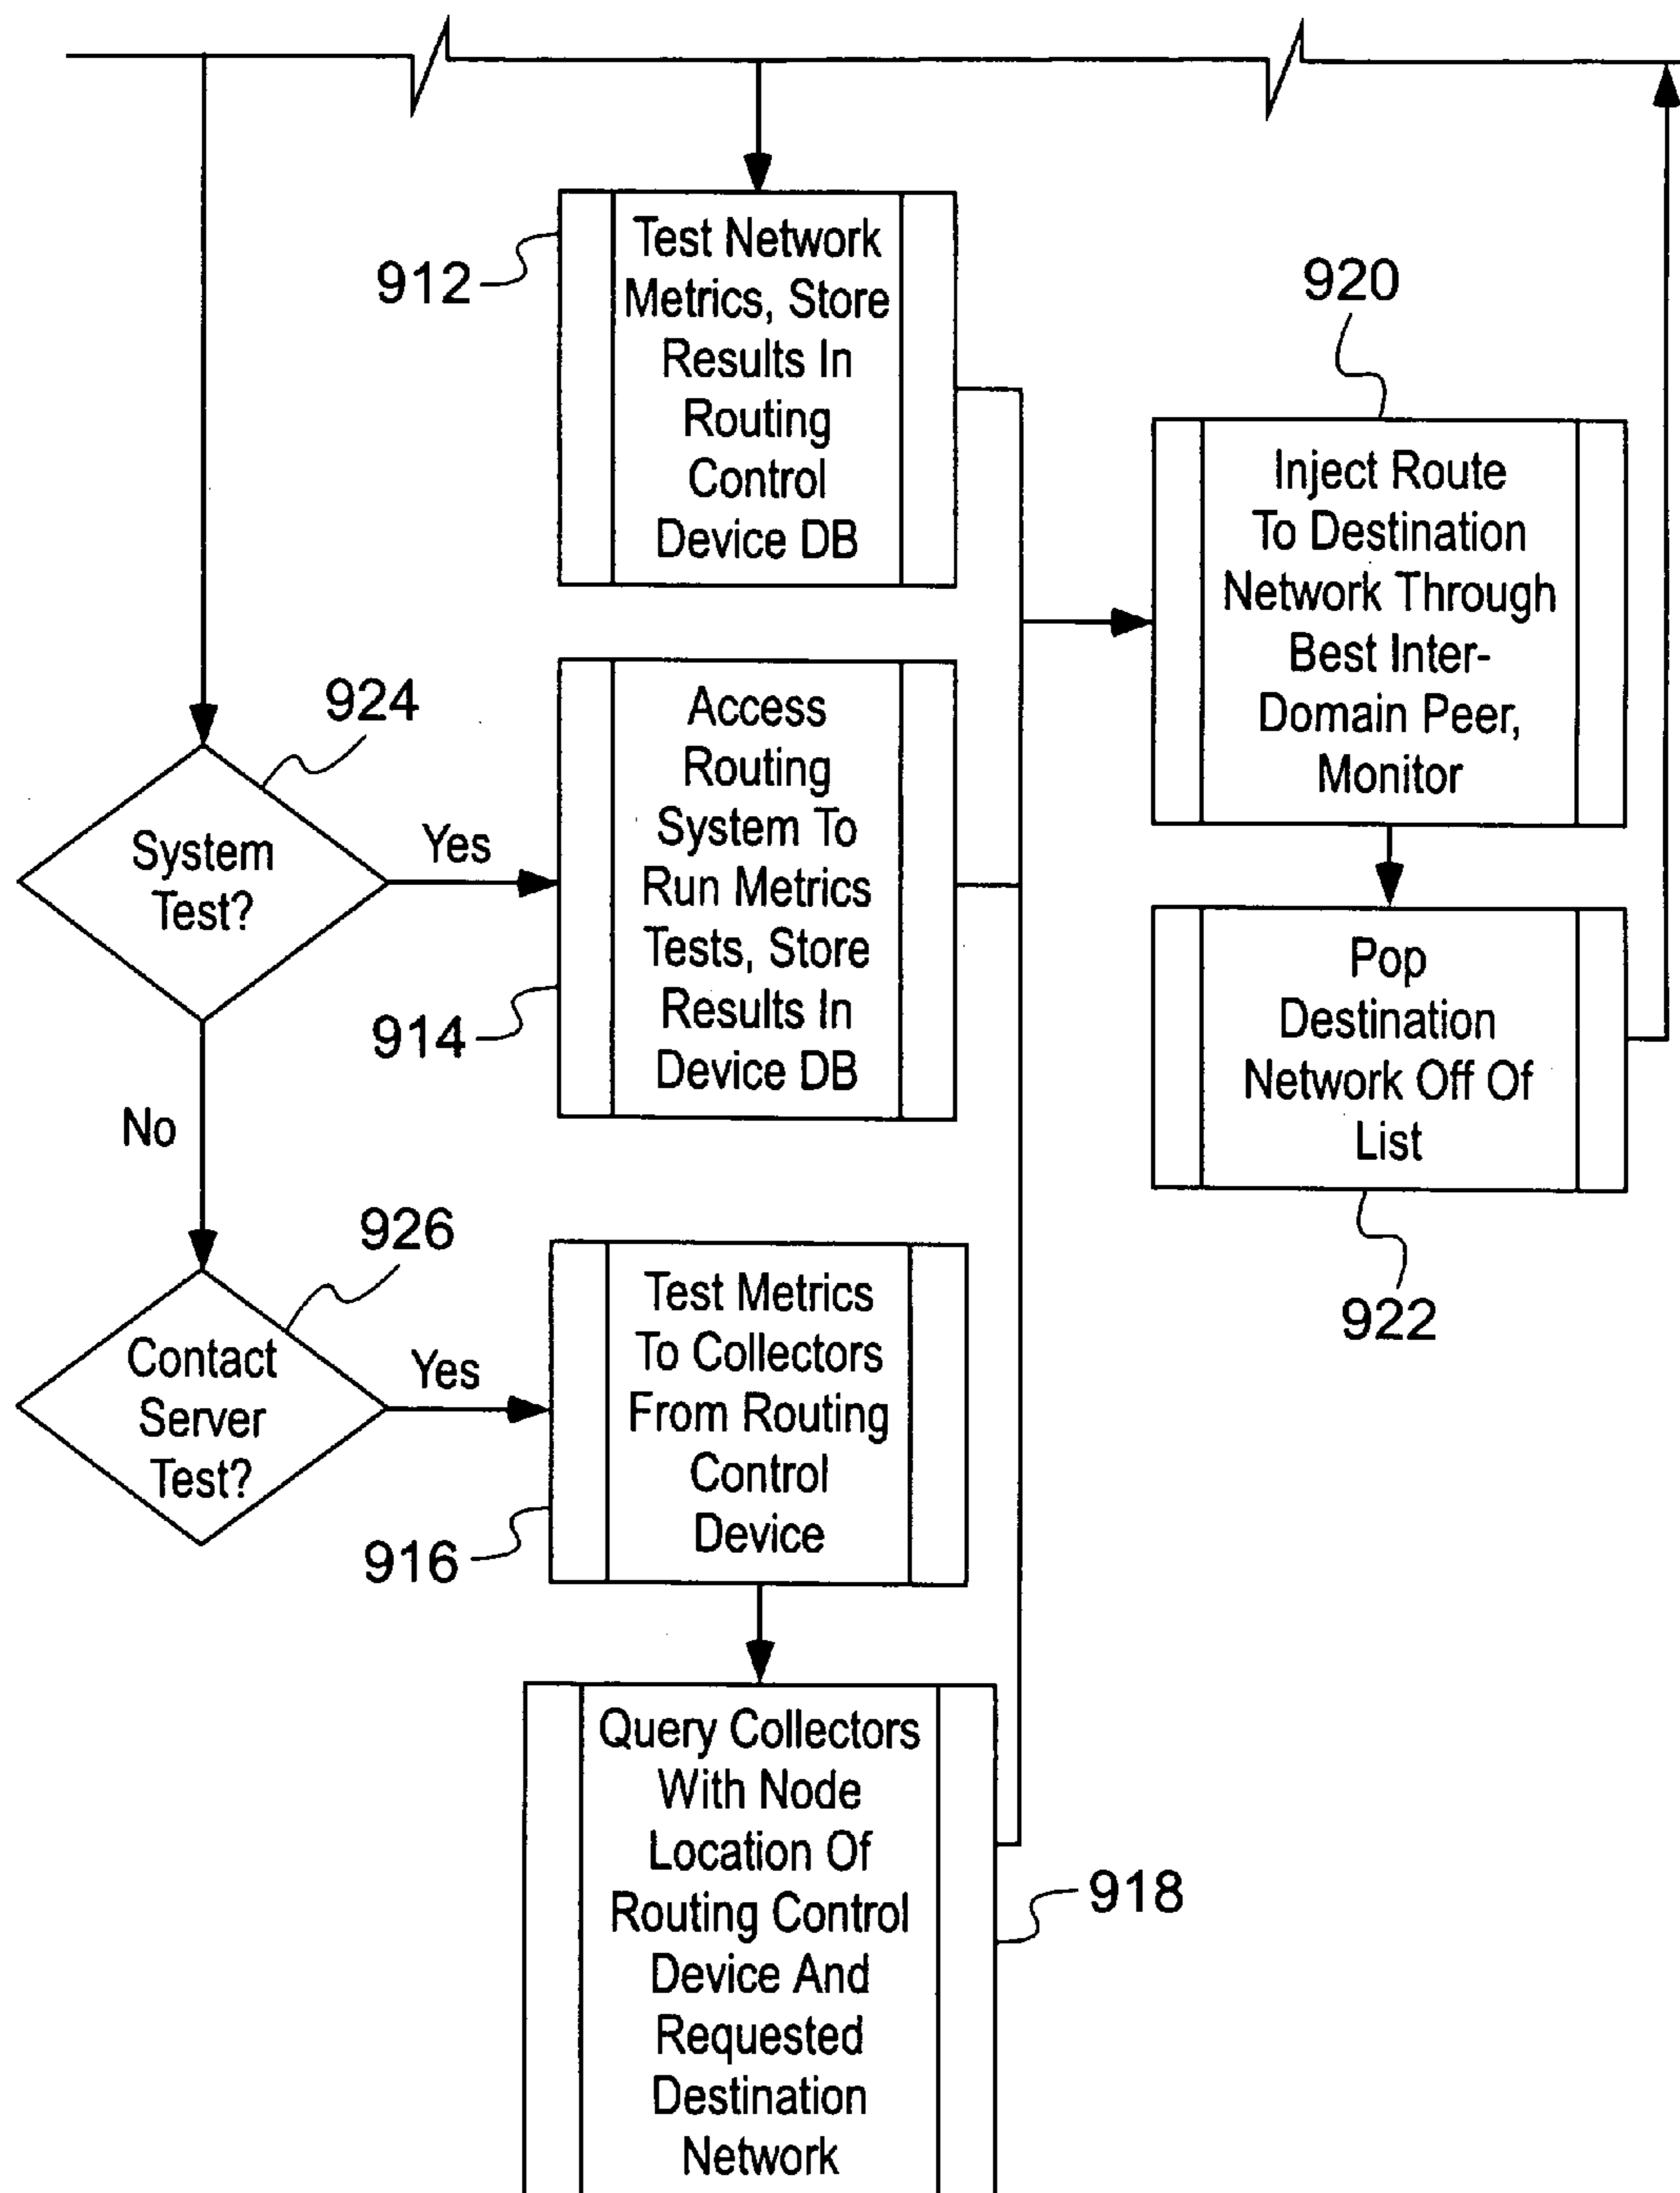 912
Test Network
Metrics, Store
Results In
Routing
Control
Device DB
920
Inject Route
To Destination
Network Through
Best Inter-
Domain Peer,
Monitor
924
System
Test?
Yes
No
914
Access
Routing
System To
Run Metrics
Tests, Store
Results In
Device DB
Pop
Destination
Network Off Of
List
922
926
Contact
Server
Test?
Yes
916
Test Metrics
To Collectors
From Routing
Control
Device
Query Collectors
With Node
Location Of
Routing Control
Device And
Requested
Destination
Network
918